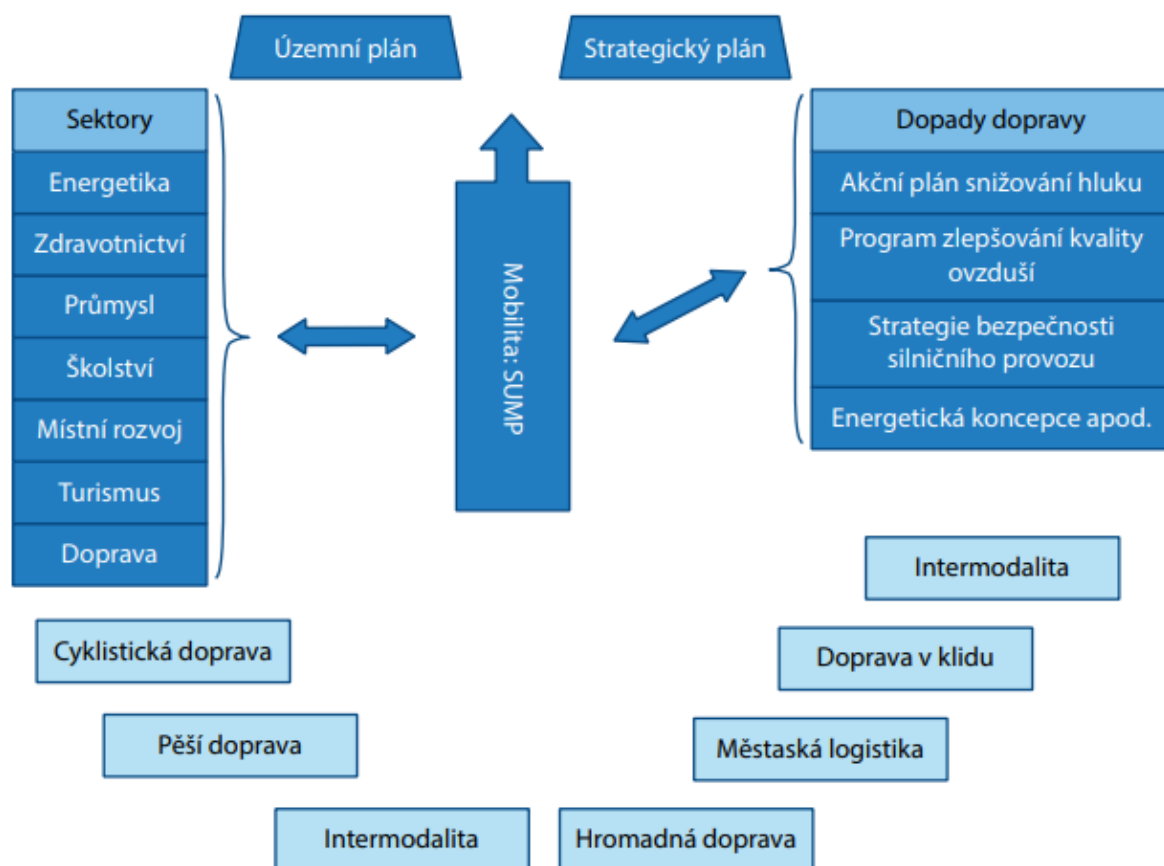 Územní plán
Strategický plán
Sektory
Energetika
Zdravotnictví
Průmysl
Školství
Místní rozvoj
Turismus
Doprava
Mobilita: SUMP
Dopady dopravy
Akční plán snižování hluku
Program zlepšování kvality
ovzduší
Strategie bezpečnosti
silničního provozu
Energetická koncepce apod.
Cyklistická doprava
Pěší doprava
Intermodalita
Hromadná doprava
Městaská logistika
Doprava v klidu
Intermodalita